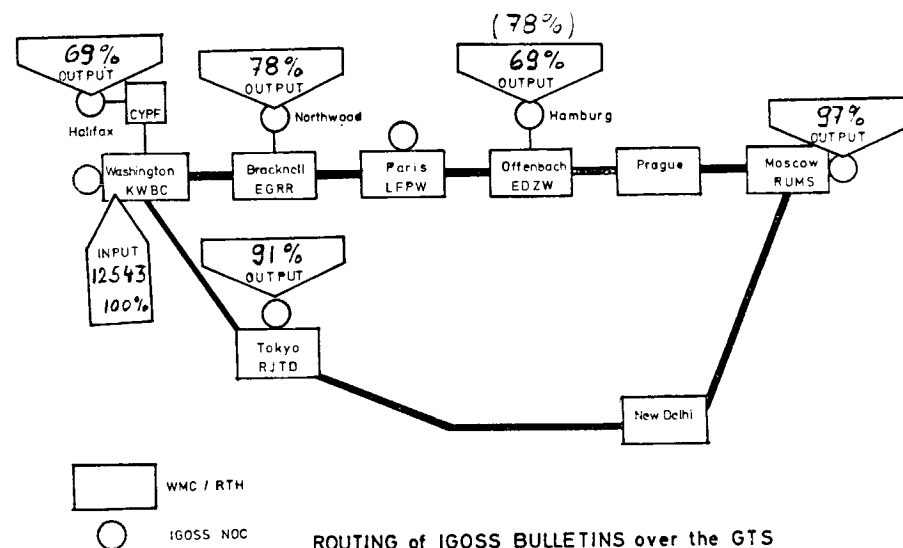 (78%)
69%
OUTPUT
78%
OUTPUT
69%
OUTPUT
97%
OUTPUT
CYPF
Halifax
Northwood
Hamburg
Washington
KWBC
Bracknell
EGRR
Paris
LFPW
Offenbach
EDZW
Prague
Moscow
RUMS
INPUT
12543
100%
91%
OUTPUT
Tokyo
RJTD
New Delhi
WMC / RTH
IGOSS NOC
ROUTING of IGOSS BULLETINS over the GTS